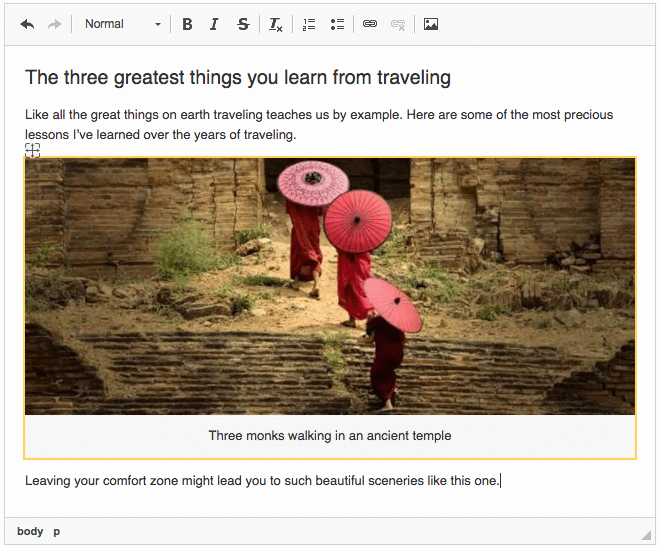 Normal
B I S Tx
The three greatest things you learn from traveling
Like all the great things on earth traveling teaches us by example. Here are some of the most precious
lessons I’ve learned over the years of traveling.
Three monks walking in an ancient temple
Leaving your comfort zone might lead you to such beautiful sceneries like this one.
body p